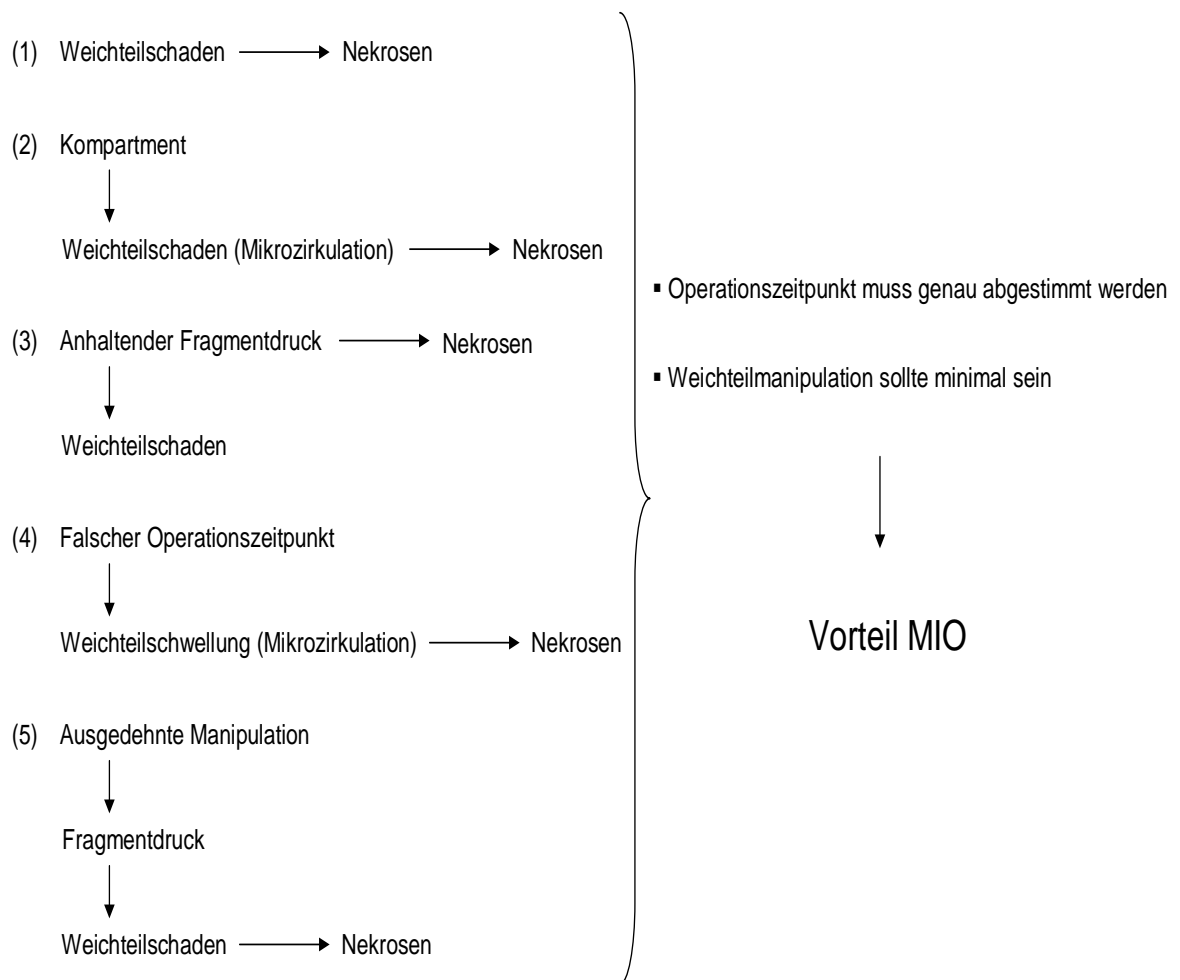 (1) Weichteilschaden Nekrosen
(2) Kompartment
Weichteilschaden (Mikrozirkulation) Nekrosen
(3) Anhaltender Fragmentdruck Nekrosen
Weichteilschaden
(4) Falscher Operationszeitpunkt
Weichteilschwellung (Mikrozirkulation) Nekrosen
(5) Ausgedehnte Manipulation
Fragmentdruck
Weichteilschaden Nekrosen
▪ Operationszeitpunkt muss genau abgestimmt werden
▪ Weichteilmanipulation sollte minimal sein
Vorteil MIO